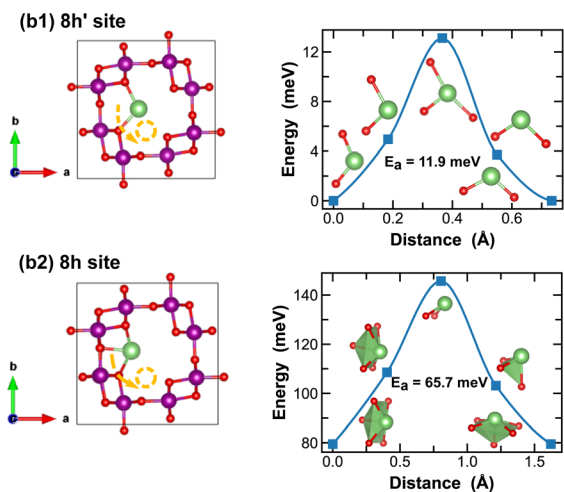 (b1) 8h' site
b
a
Energy (meV)
12
8
4
0
Ea = 11.9 meV
0.0 0.2 0.4 0.6
Distance (Å)
(b2) 8h site
b
a
Energy (meV)
140
120
100
80
Ea = 65.7 meV
0.0 0.5 1.0 1.5
Distance (Å)